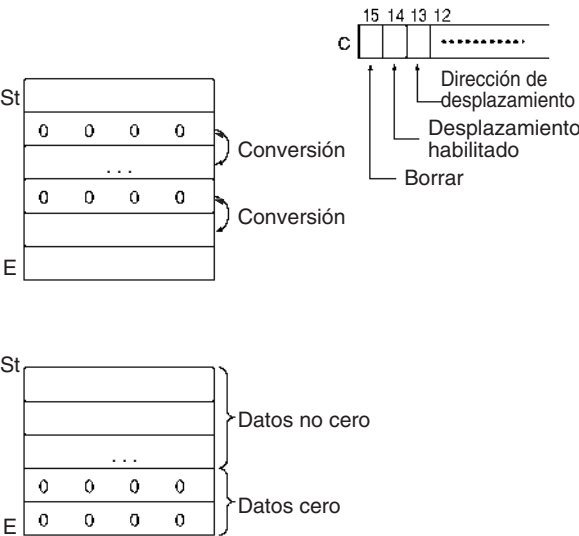 15 14 13 12
C
Dirección de
desplazamiento
Desplazamiento
habilitado
Borrar
St
0 0 0 0
Conversión
...
0 0 0 0
Conversión
E
St
Datos no cero
...
0 0 0 0
Datos cero
E 0 0 0 0